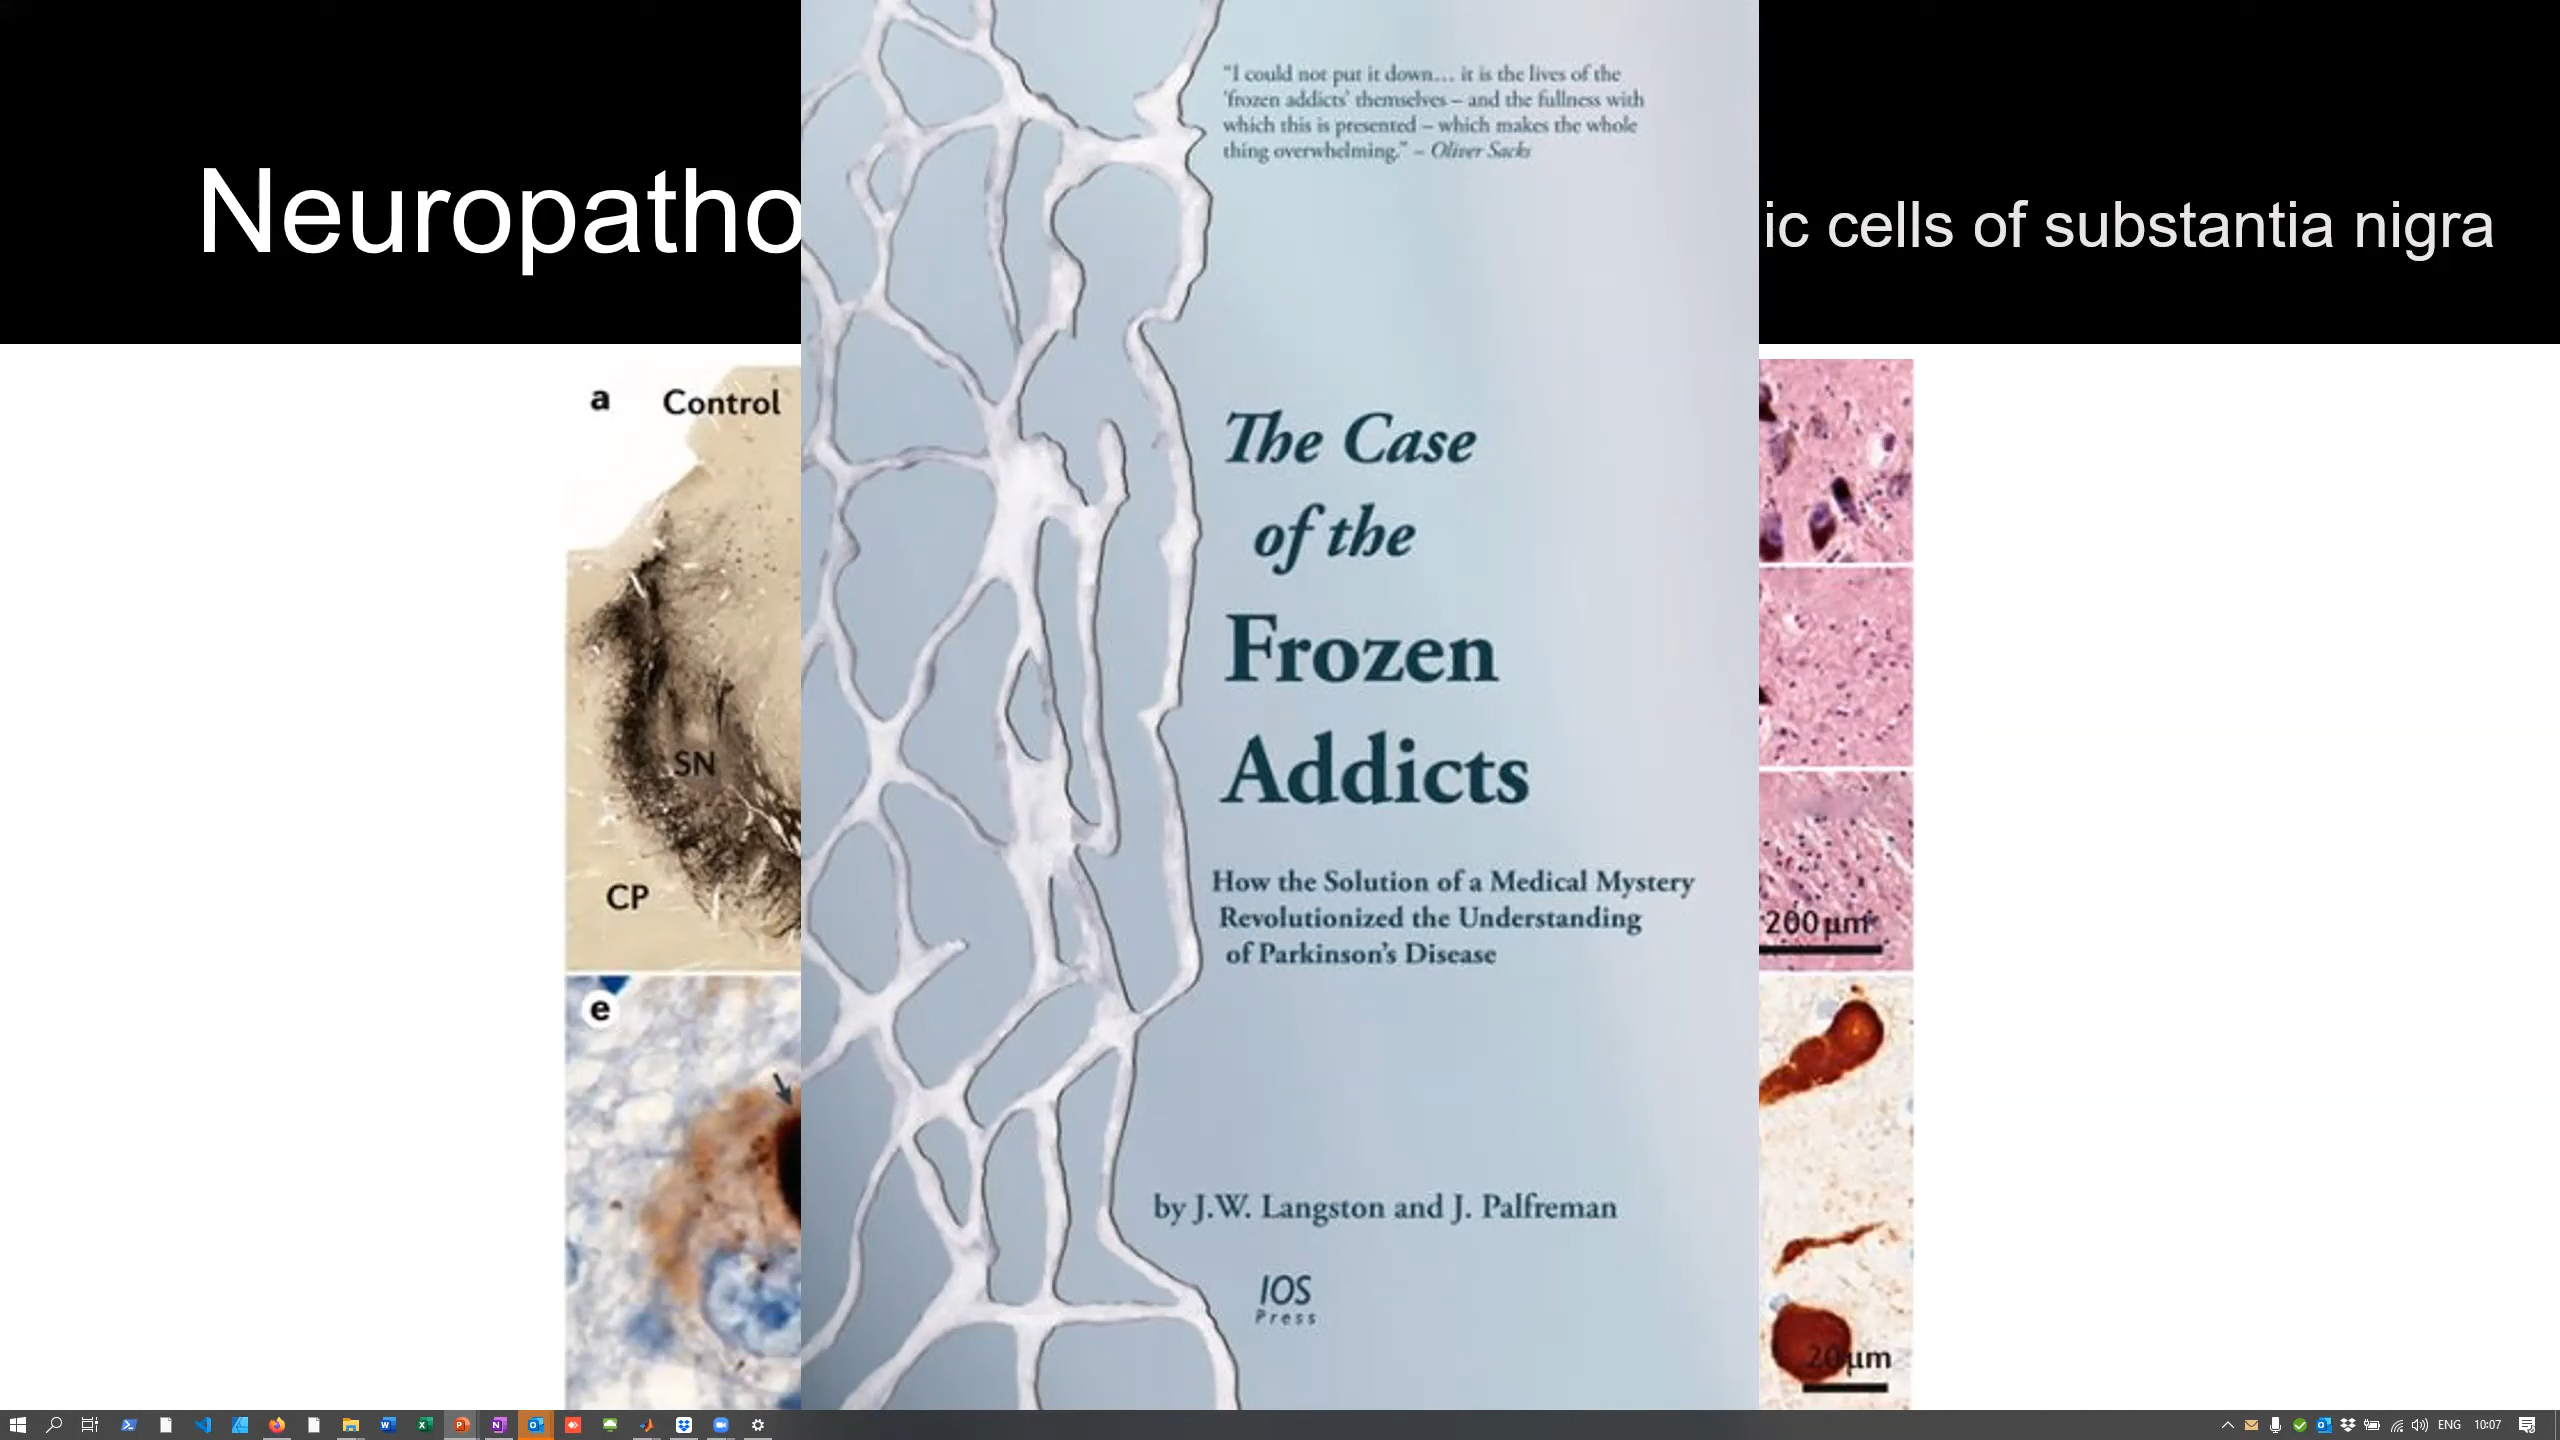 "I could not put it down... it is the lives of the
'frozen addicts' themselves – and the fullness with
which this is presented – which makes the whole
thing overwhelming." – Oliver Sacks
Neuropatho
ic cells of substantia nigra
a
Control
The Case
of the
Frozen
Addicts
SN
CP
How the Solution of a Medical Mystery
Revolutionized the Understanding
of Parkinson's Disease
200 µm
e
by J.W. Langston and J. Palfreman
IOS
Press
20 µm
ENG
10:07